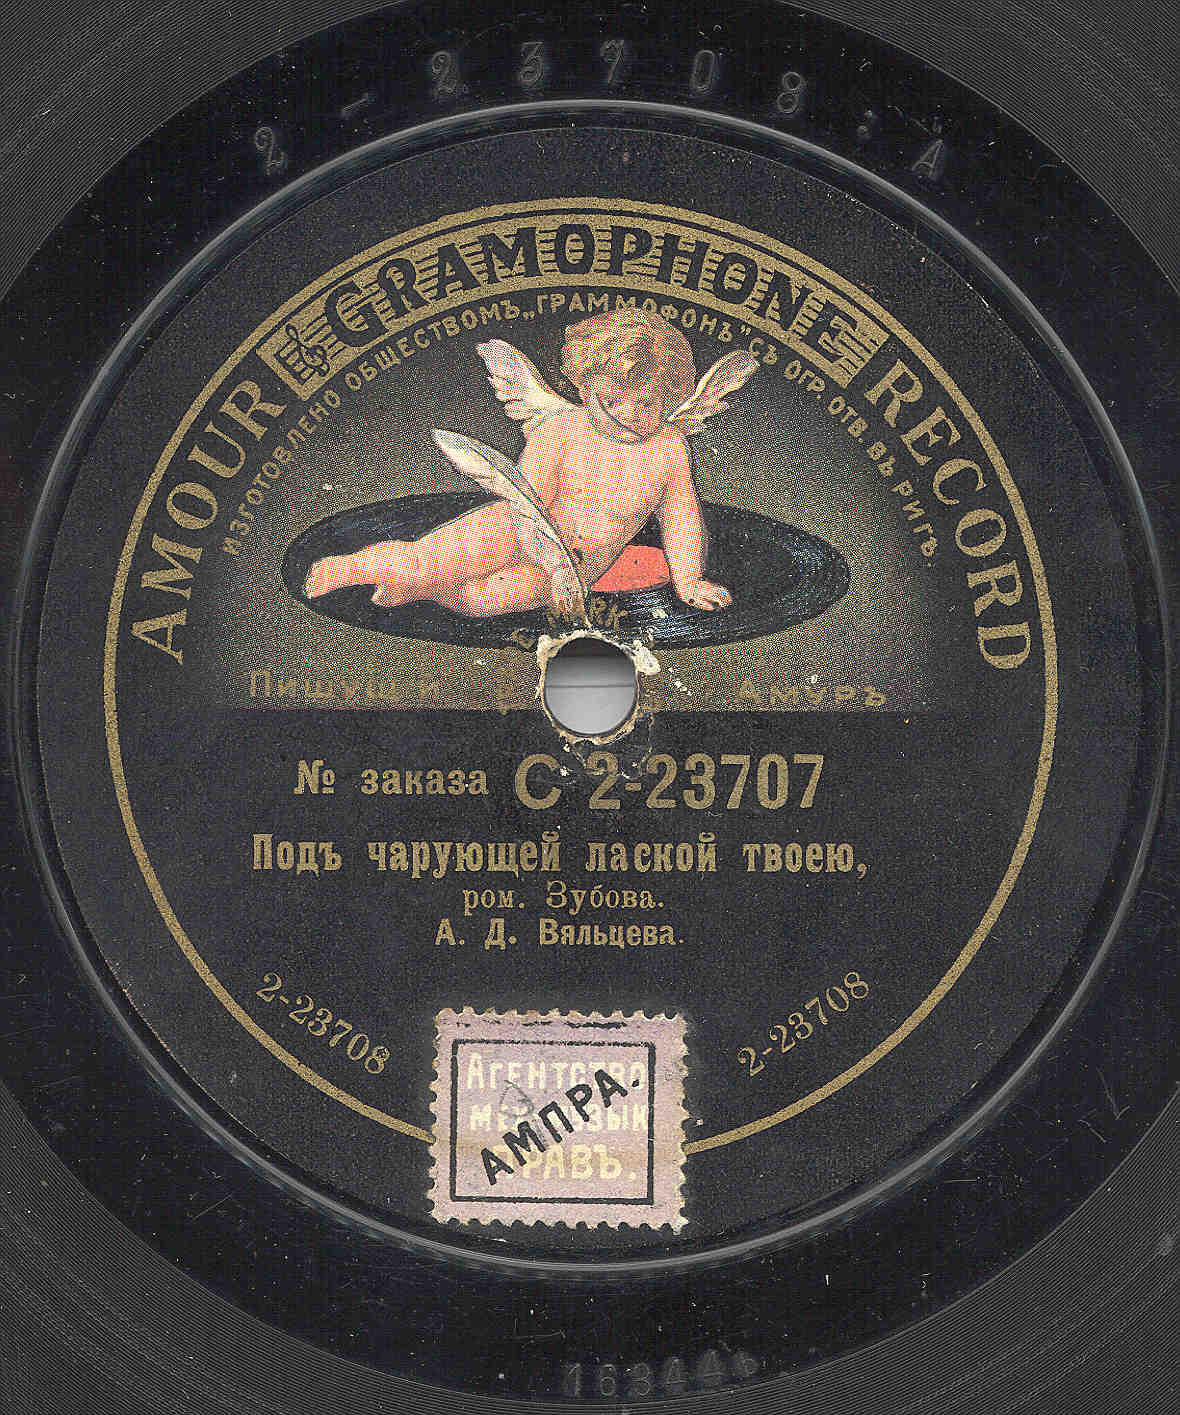 2-23708:A
AMOUR GRAMOPHONE RECORD
ИЗГОТОВЛЕНО ОБЩЕСТВОМЪ „ГРАММОФОНЪ" СЪ ОГР. ОТВ. ВЪ РИГѢ.
Пишущiй Амуръ
№ заказа С 2-23707
Подъ чарующей лаской твоею,
ром. Зубова.
А. Д. Вяльцева.
2-23708 2-23708
Агентство
ПРАВЪ.
АМПРА.